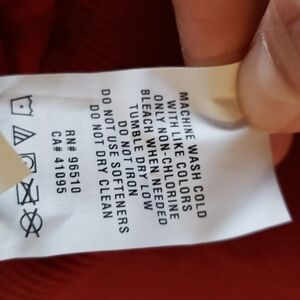 MACHINE WASH COLD
WITH LIKE COLORS
ONLY NON-CHLORINE
BLEACH WHEN NEEDED
TUMBLE DRY LOW
DO NOT IRON
DO NOT USE SOFTENERS
DO NOT DRY CLEAN
RN# 96510
CA# 41095